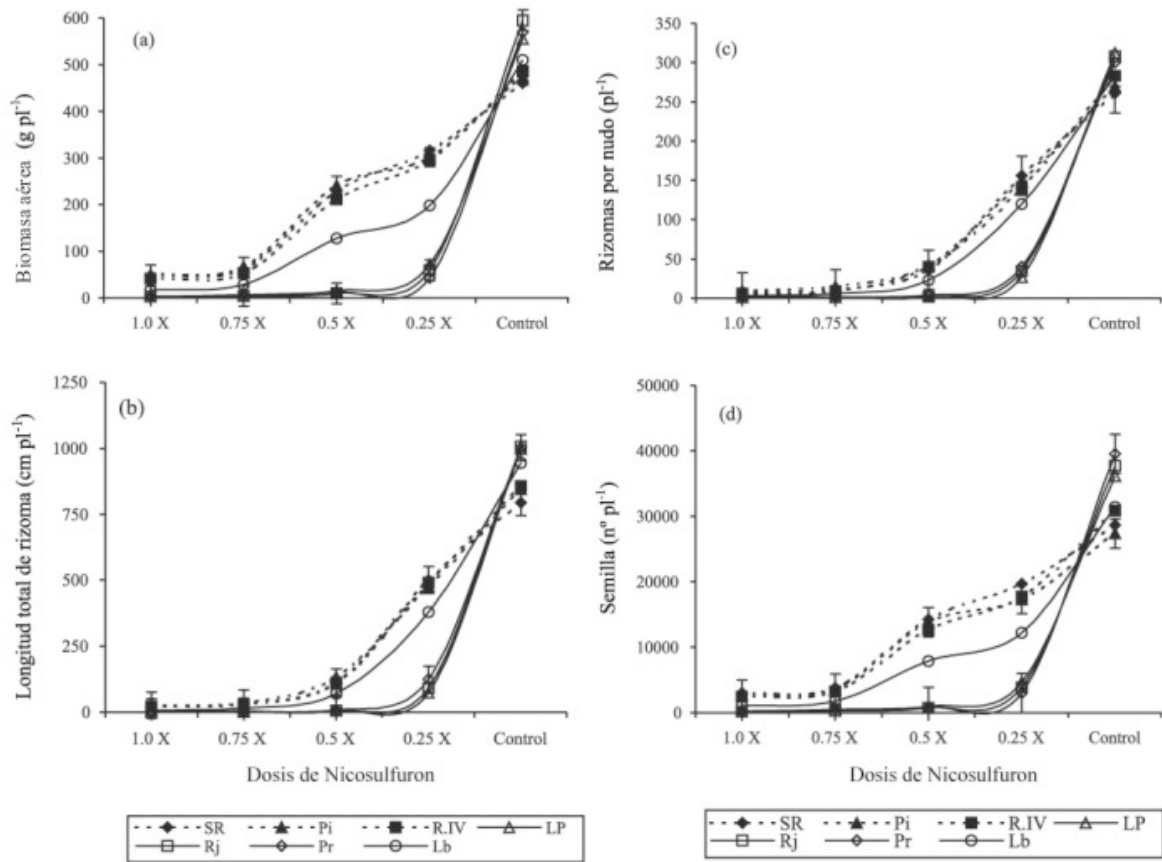 (a)
Biomasa aérea (g pl⁻¹)
600
500
400
300
200
100
0
1.0 X 0.75 X 0.5 X 0.25 X Control
(c)
Rizomas por nudo (pl⁻¹)
350
300
250
200
150
100
50
0
1.0 X 0.75 X 0.5 X 0.25 X Control
(b)
Longitud total de rizoma (cm pl⁻¹)
1250
1000
750
500
250
0
1.0 X 0.75 X 0.5 X 0.25 X Control
Dosis de Nicosulfuron
SR Pi R.IV LP
Rj Pr Lb
(d)
Semilla (nº pl⁻¹)
50000
40000
30000
20000
10000
0
1.0 X 0.75 X 0.5 X 0.25 X Control
Dosis de Nicosulfuron
SR Pi R.IV LP
Rj Pr Lb